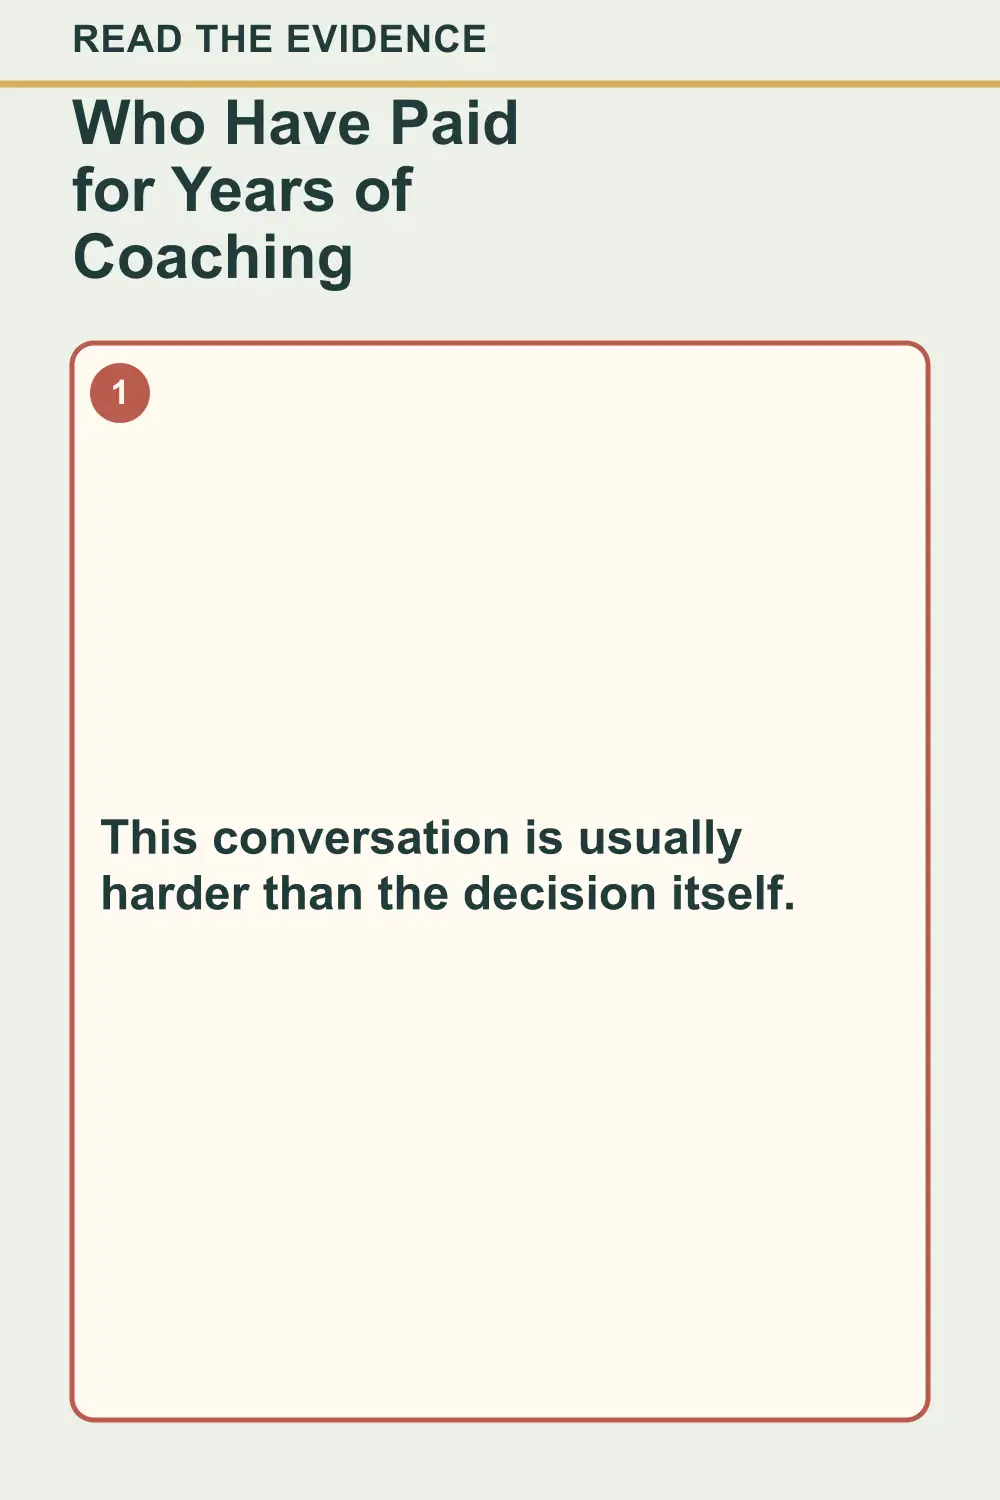 READ THE EVIDENCE
Who Have Paid
for Years of
Coaching
1
This conversation is usually
harder than the decision itself.